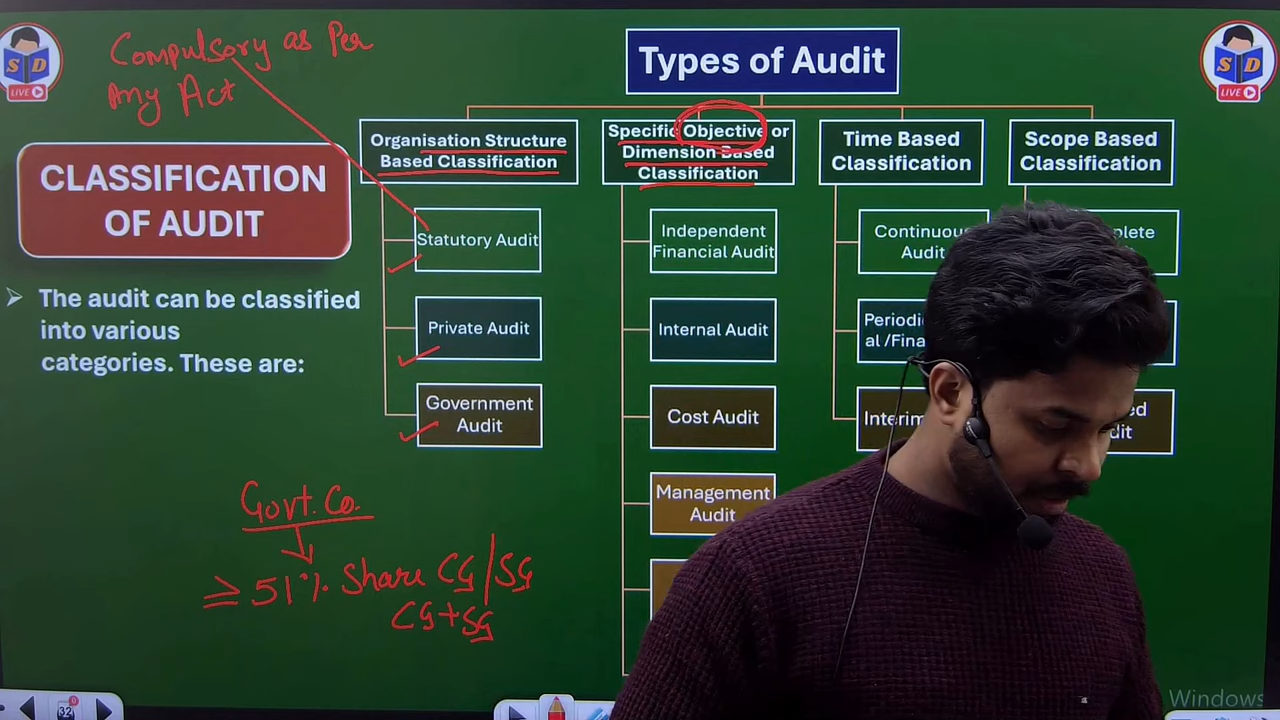 Compulsory as Per
Any Act
S D
LIVE
Types of Audit
S D
LIVE
CLASSIFICATION
OF AUDIT
The audit can be classified
into various
categories. These are:
Organisation Structure
Based Classification
Statutory Audit
Private Audit
Government
Audit
Specific Objective or
Dimension Based
Classification
Independent
Financial Audit
Internal Audit
Cost Audit
Management
Audit
Time Based
Classification
Continuous
Audit
Scope Based
Classification
Govt. Co.
≥ 51% Share CG/SG
CG+SG
32
Windows